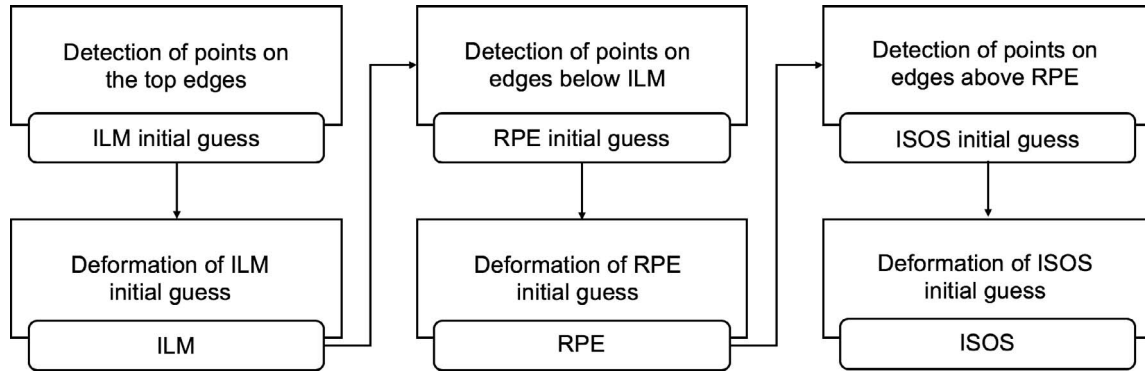 Detection of points on
the top edges
ILM initial guess
Deformation of ILM
initial guess
ILM
Detection of points on
edges below ILM
RPE initial guess
Deformation of RPE
initial guess
RPE
Detection of points on
edges above RPE
ISOS initial guess
Deformation of ISOS
initial guess
ISOS